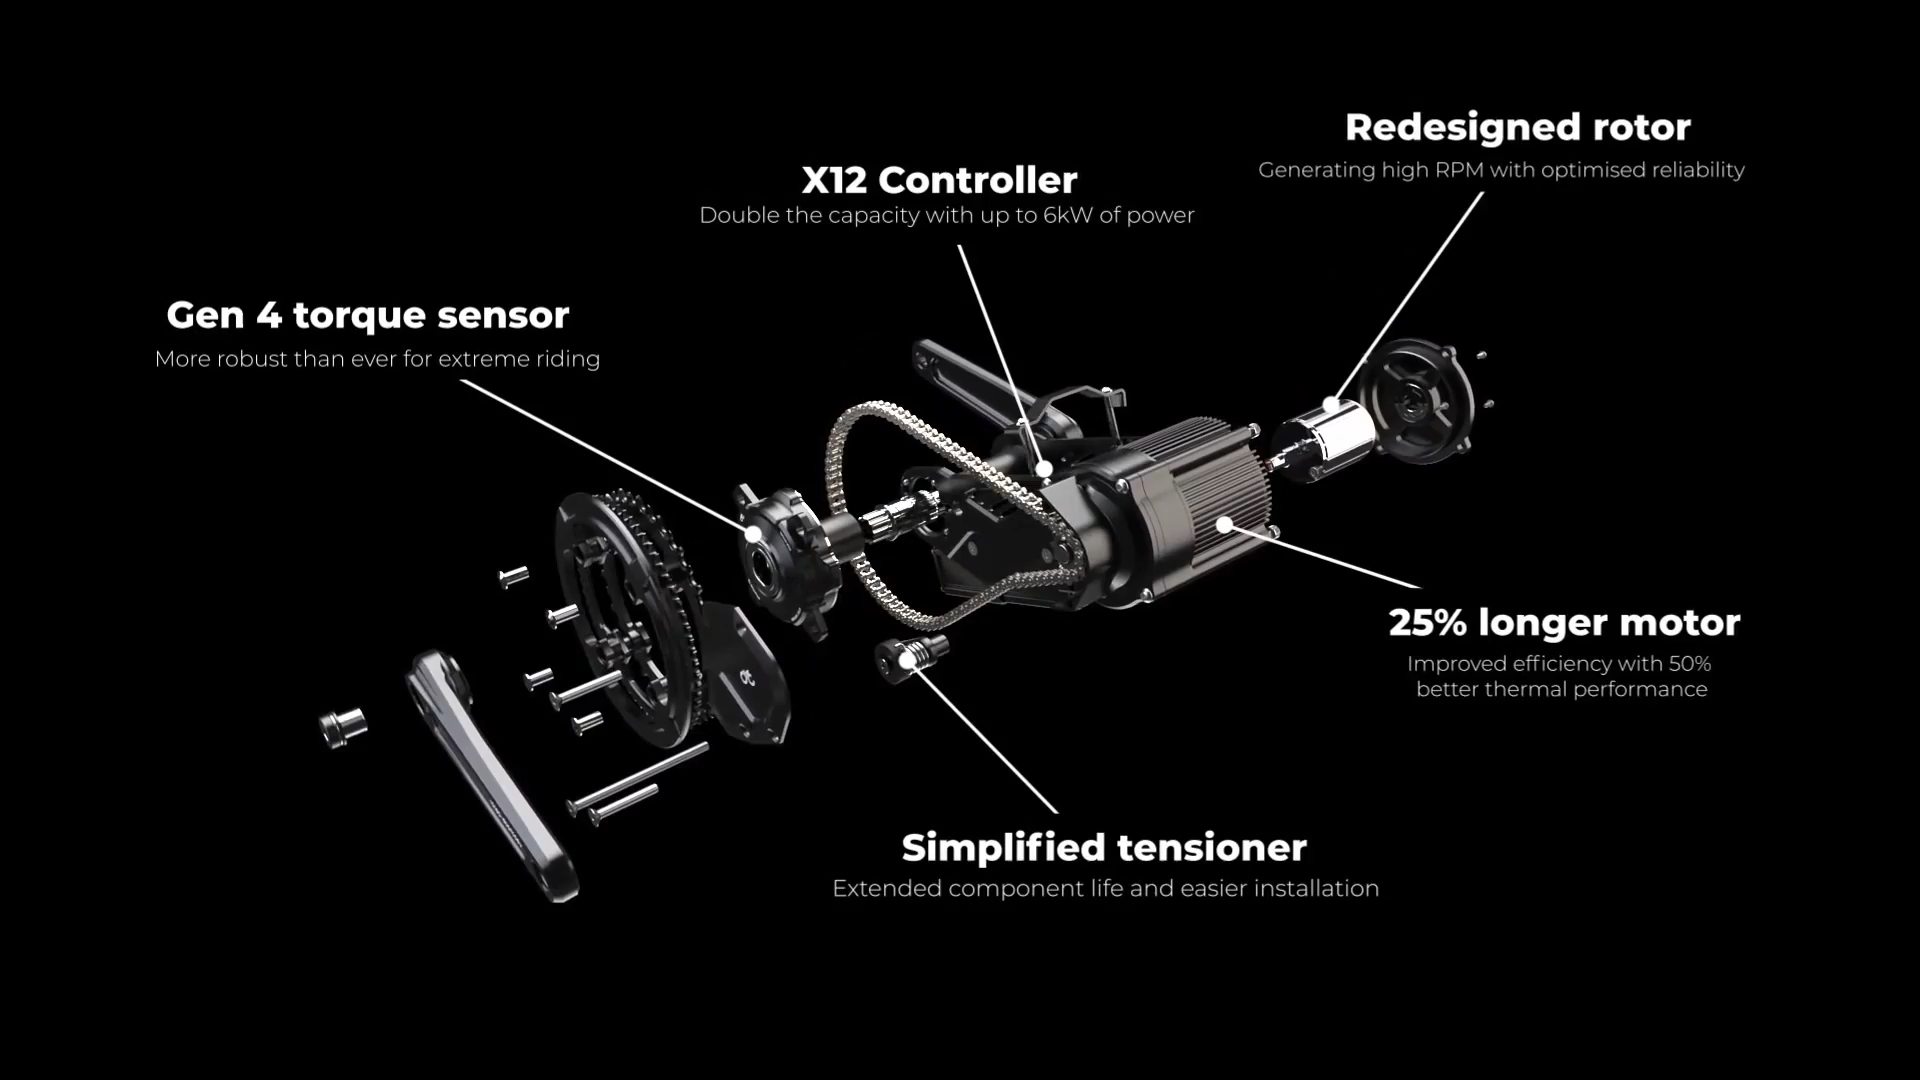 Redesigned rotor
Generating high RPM with optimised reliability
X12 Controller
Double the capacity with up to 6kW of power
Gen 4 torque sensor
More robust than ever for extreme riding
25% longer motor
Improved efficiency with 50%
better thermal performance
Simplified tensioner
Extended component life and easier installation